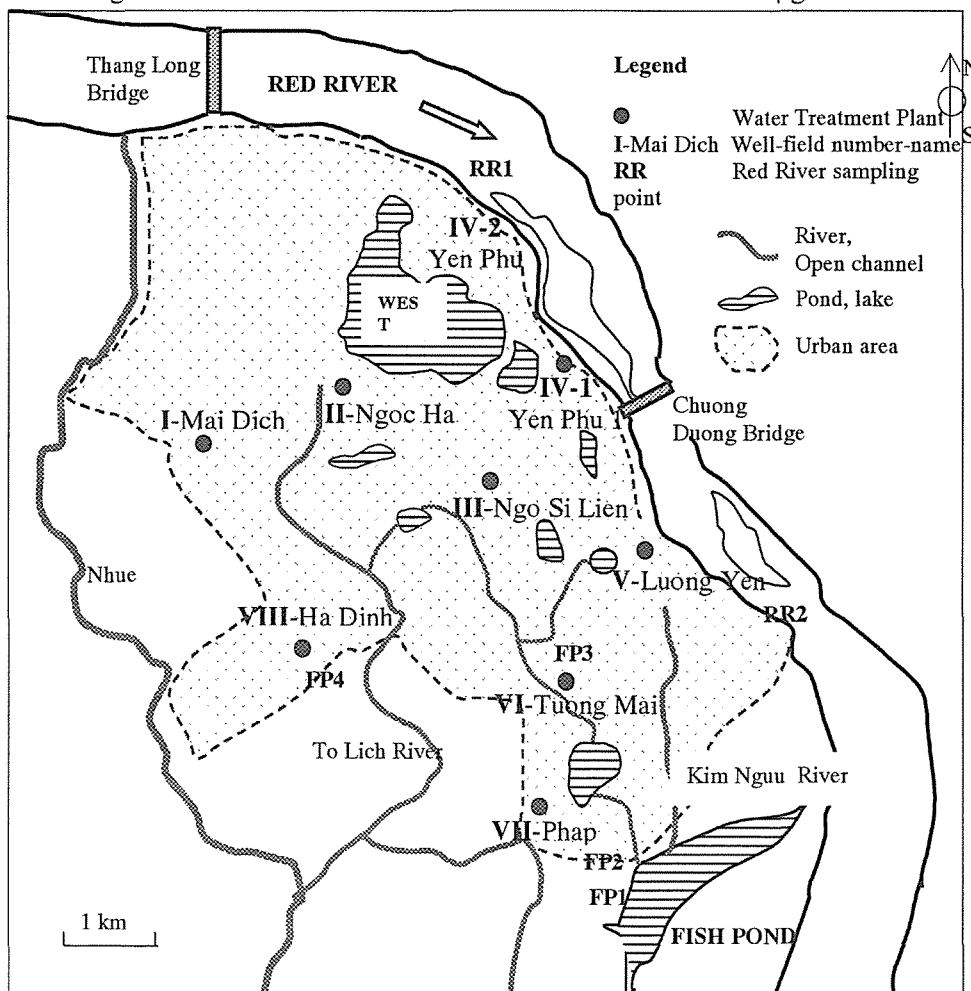 Thang Long
Bridge
RED RIVER
Legend
N
S
Water Treatment Plant
I-Mai Dich Well-field number-name
RR Red River sampling
point
River,
Open channel
Pond, lake
Urban area
RR1
IV-2
Yen Phu
WES
T
IV-1
Yen Phu 1
Chuong
Duong Bridge
I-Mai Dich
II-Ngoc Ha
III-Ngo Si Lien
V-Luong Yen
RR2
Nhue
VIII-Ha Dinh
FP4
FP3
VI-Tuong Mai
To Lich River
Kim Nguu River
VII-Phap
FP2
FP1
FISH POND
1 km